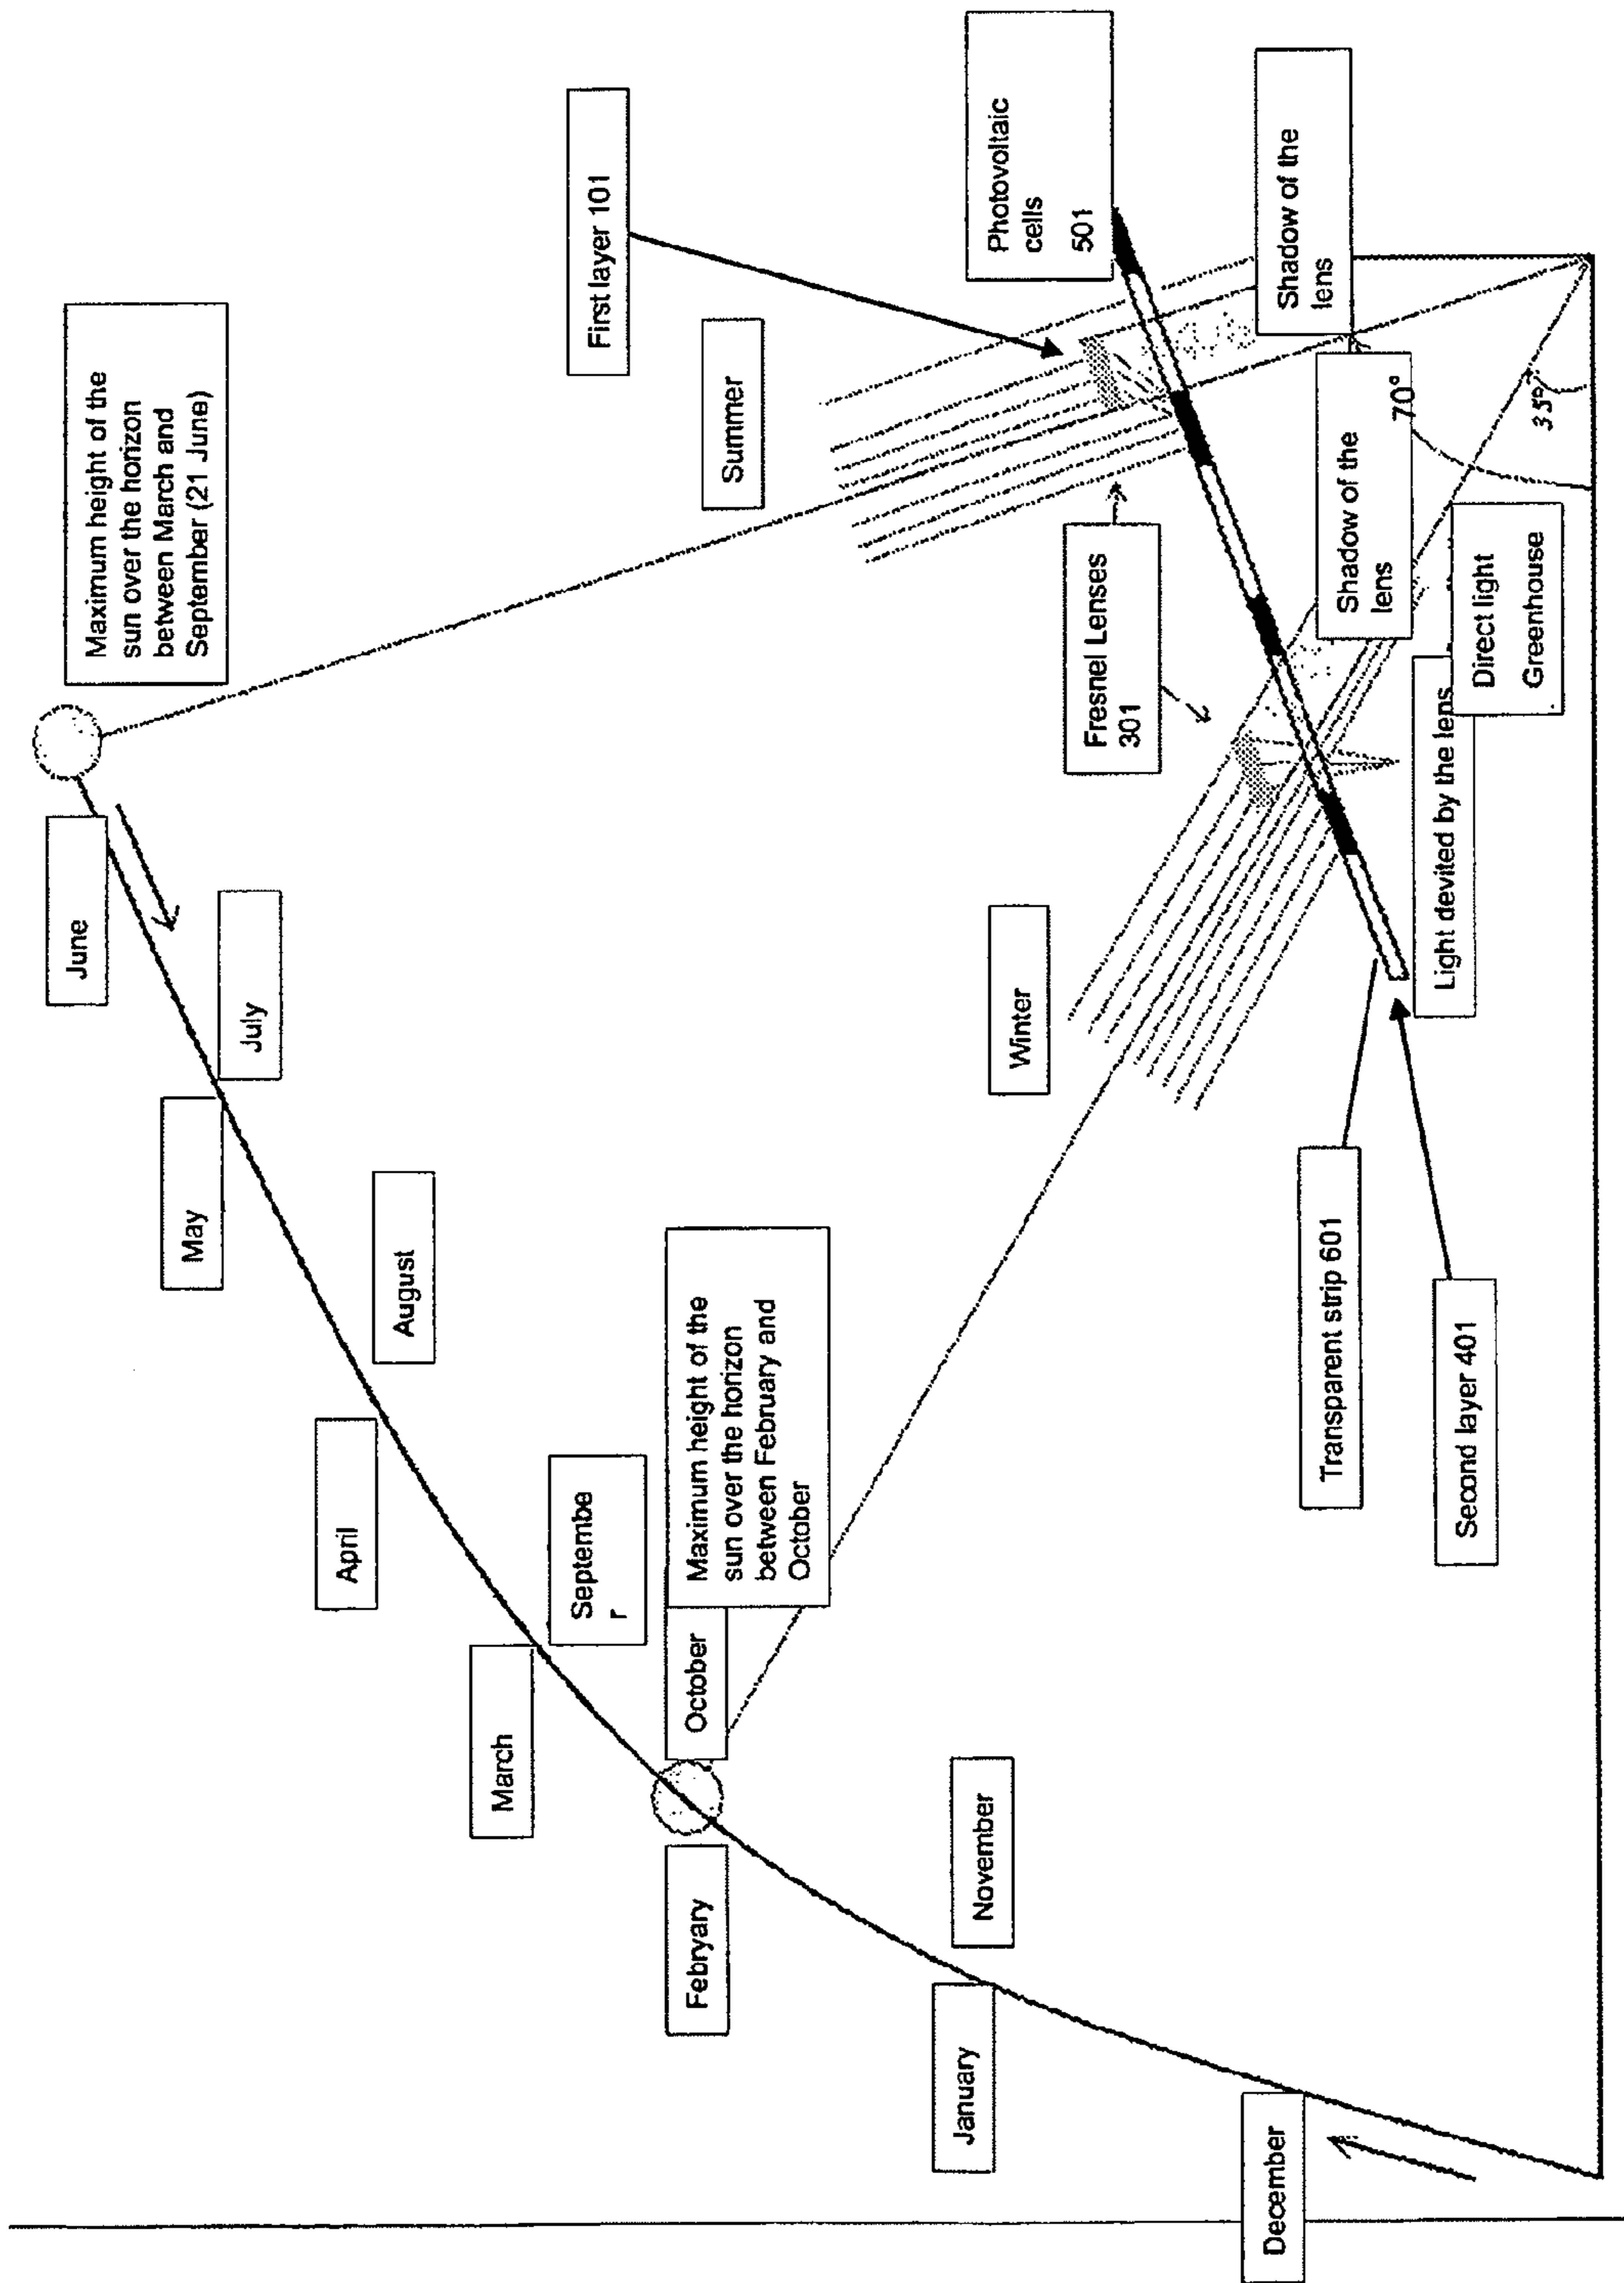 June
Maximum height of the
sun over the horizon
between March and
September (21 June)
May
July
April
August
March
Septembe
r
First layer 101
Febryary
October
Maximum height of the
sun over the horizon
between February and
October
Summer
January
November
Photovoltaic
cells
501
Winter
Fresnel Lenses
301
December
Shadow of the
lens
Transparent strip 601
Shadow of the
lens
70°
Light devited by the lens
Second layer 401
Direct light
Greenhouse
35°